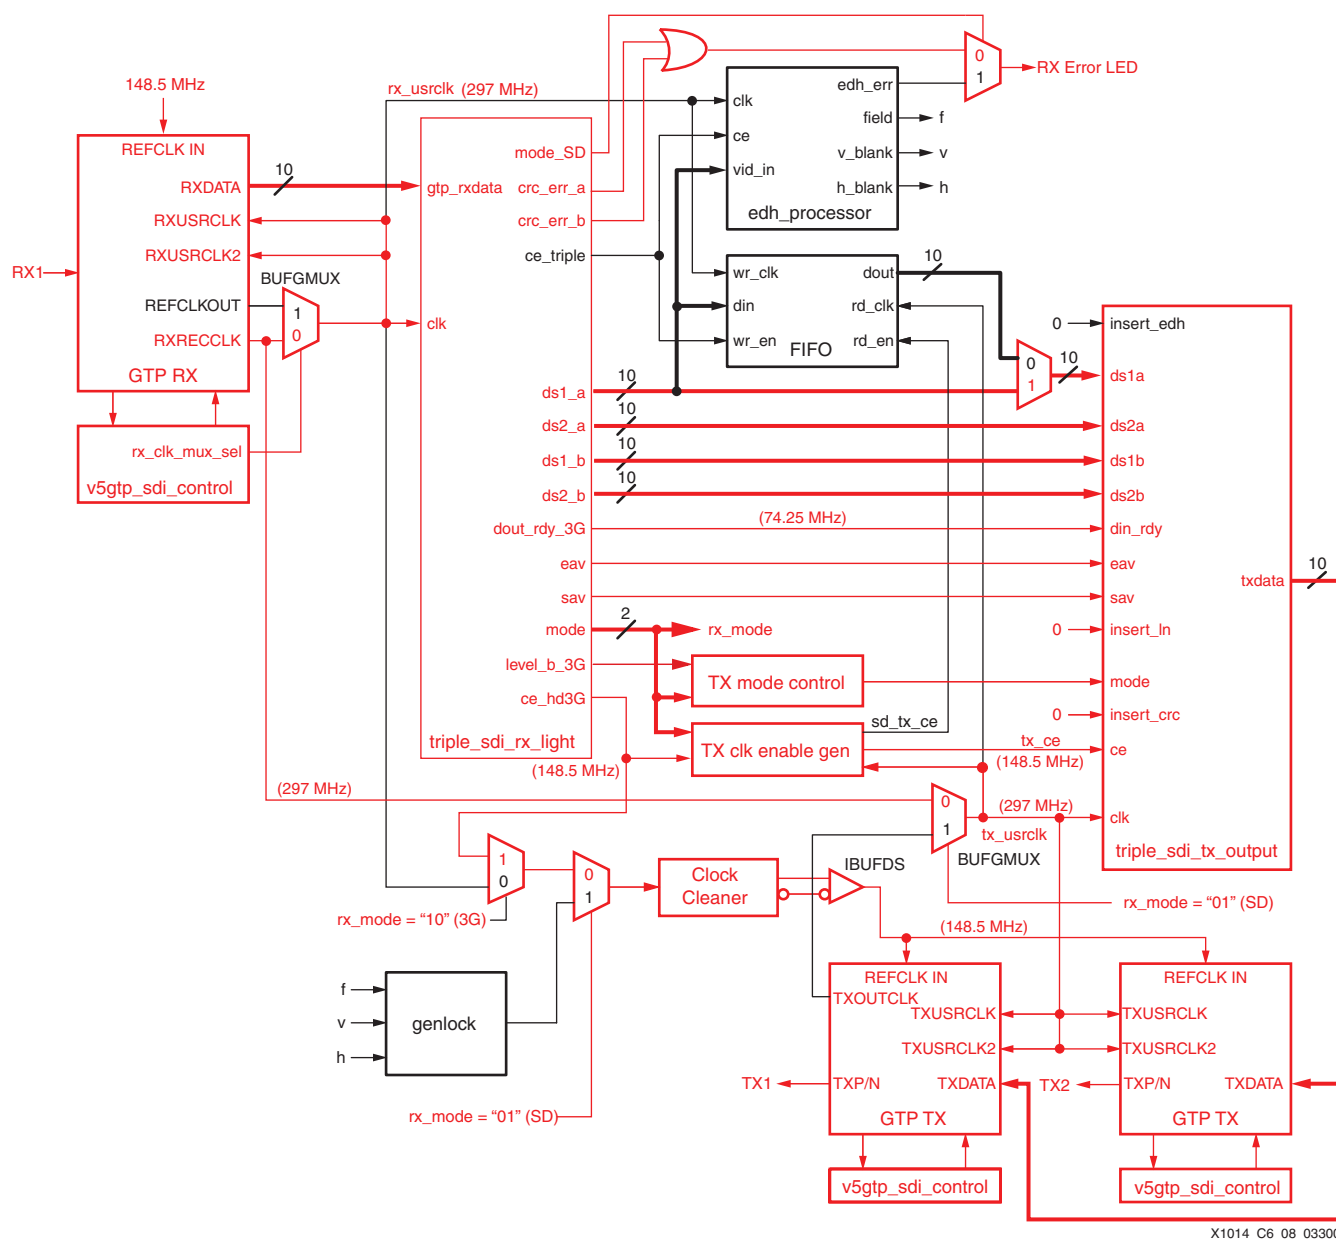 148.5 MHz
REFCLK IN
RXDATA
RXUSRCLK
RXUSRCLK2
REFCLKOUT
RXRECCLK
GTP RX
RX1
10
BUFGMUX
1
0
rx_clk_mux_sel
v5gtp_sdi_control
rx_usrclk (297 MHz)
gtp_rxdata
clk
mode_SD
crc_err_a
crc_err_b
ce_triple
ds1_a
ds2_a
ds1_b
ds2_b
dout_rdy_3G
eav
sav
mode
level_b_3G
ce_hd3G
triple_sdi_rx_light
(148.5 MHz)
10
10
10
10
2
clk
ce
vid_in
edh_err
field
v_blank
h_blank
edh_processor
f
v
h
0
1
RX Error LED
wr_clk
din
wr_en
dout
rd_clk
rd_en
FIFO
10
0
1
10
(74.25 MHz)
rx_mode
TX mode control
TX clk enable gen
sd_tx_ce
tx_ce
(148.5 MHz)
0
insert_edh
ds1a
ds2a
ds1b
ds2b
din_rdy
eav
sav
0
insert_ln
mode
0
insert_crc
ce
clk
txdata
10
triple_sdi_tx_output
(297 MHz)
0
1
(297 MHz)
tx_usrclk
BUFGMUX
rx_mode = “01” (SD)
1
0
rx_mode = “10” (3G)
0
1
Clock
Cleaner
IBUFDS
(148.5 MHz)
f
v
h
genlock
rx_mode = “01” (SD)
REFCLK IN
TXOUTCLK
TXUSRCLK
TXUSRCLK2
TXP/N
TXDATA
GTP TX
TX1
v5gtp_sdi_control
REFCLK IN
TXUSRCLK
TXUSRCLK2
TXP/N
TXDATA
GTP TX
TX2
v5gtp_sdi_control
X1014_C6_08_03300